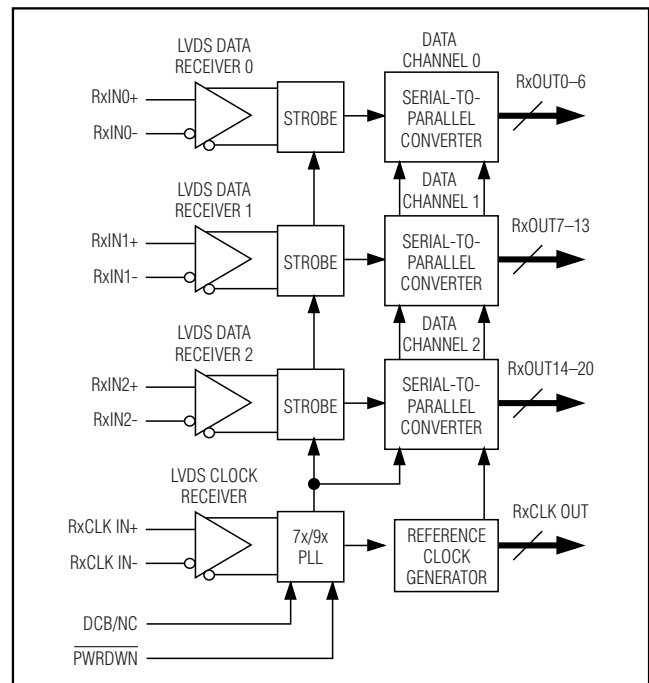 LVDS DATA
RECEIVER 0
DATA
CHANNEL 0
RxIN0+
RxIN0-
STROBE
SERIAL-TO-
PARALLEL
CONVERTER
RxOUT0–6
LVDS DATA
RECEIVER 1
DATA
CHANNEL 1
RxIN1+
RxIN1-
STROBE
SERIAL-TO-
PARALLEL
CONVERTER
RxOUT7–13
LVDS DATA
RECEIVER 2
DATA
CHANNEL 2
RxIN2+
RxIN2-
STROBE
SERIAL-TO-
PARALLEL
CONVERTER
RxOUT14–20
LVDS CLOCK
RECEIVER
RxCLK IN+
RxCLK IN-
7x/9x
PLL
REFERENCE
CLOCK
GENERATOR
RxCLK OUT
DCB/NC
PWRDWN